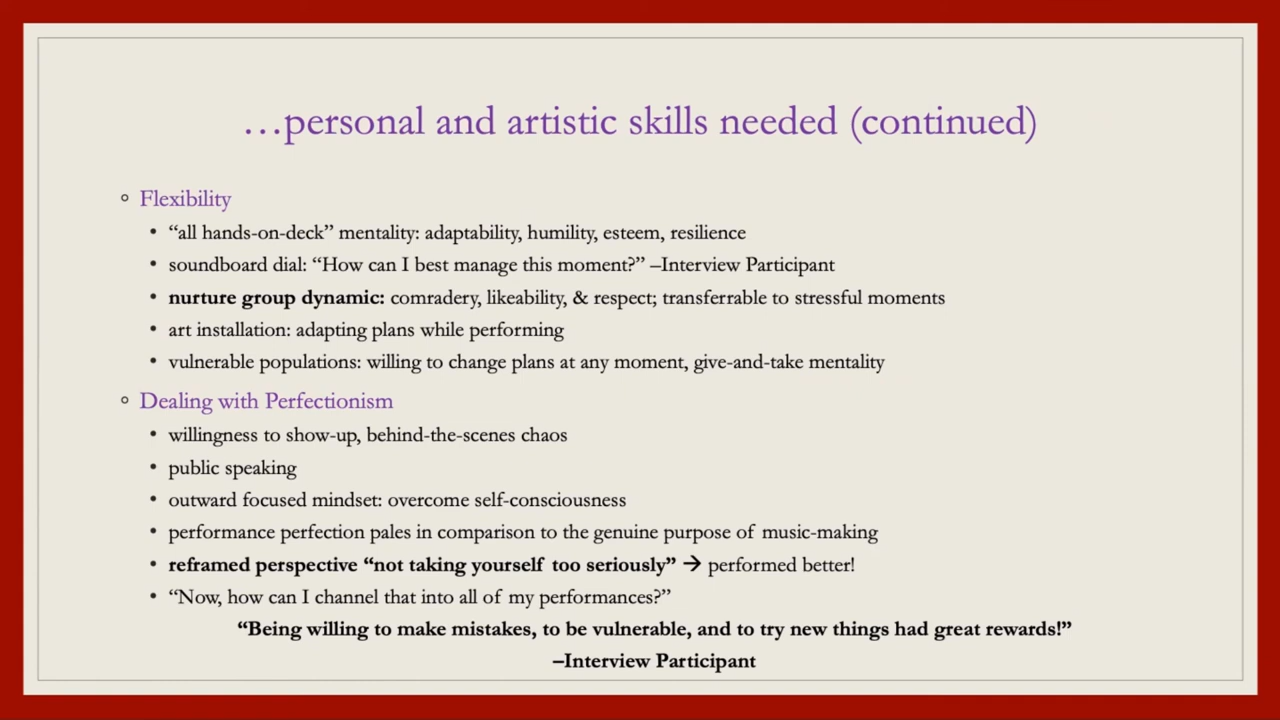 …personal and artistic skills needed (continued)
◦ Flexibility
• “all hands-on-deck” mentality: adaptability, humility, esteem, resilience
• soundboard dial: “How can I best manage this moment?” –Interview Participant
• nurture group dynamic: comradery, likeability, & respect; transferrable to stressful moments
• art installation: adapting plans while performing
• vulnerable populations: willing to change plans at any moment, give-and-take mentality
◦ Dealing with Perfectionism
• willingness to show-up, behind-the-scenes chaos
• public speaking
• outward focused mindset: overcome self-consciousness
• performance perfection pales in comparison to the genuine purpose of music-making
• reframed perspective “not taking yourself too seriously” → performed better!
• “Now, how can I channel that into all of my performances?”
“Being willing to make mistakes, to be vulnerable, and to try new things had great rewards!”
–Interview Participant